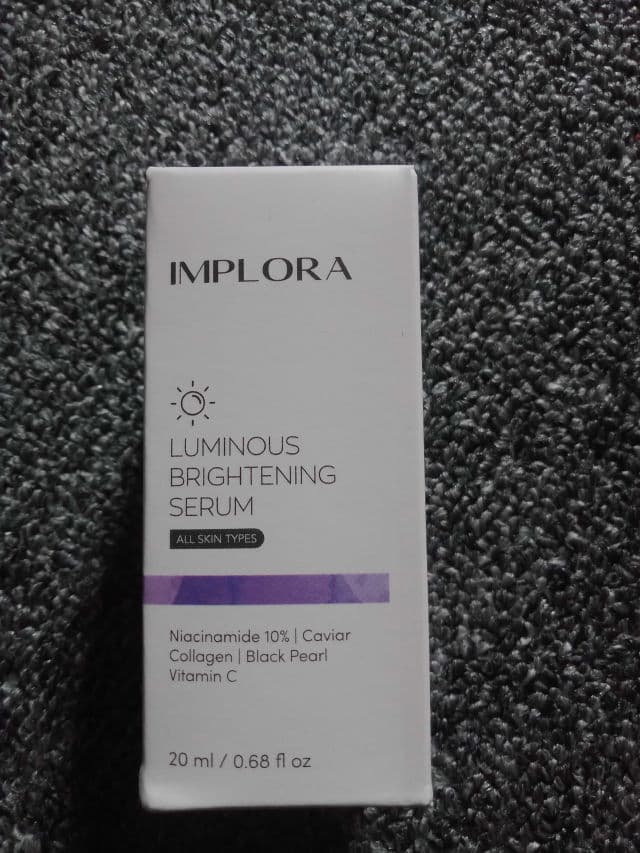 IMPLORA
LUMINOUS
BRIGHTENING
SERUM
ALL SKIN TYPES
Niacinamide 10% | Caviar
Collagen | Black Pearl
Vitamin C
20 ml / 0.68 fl oz